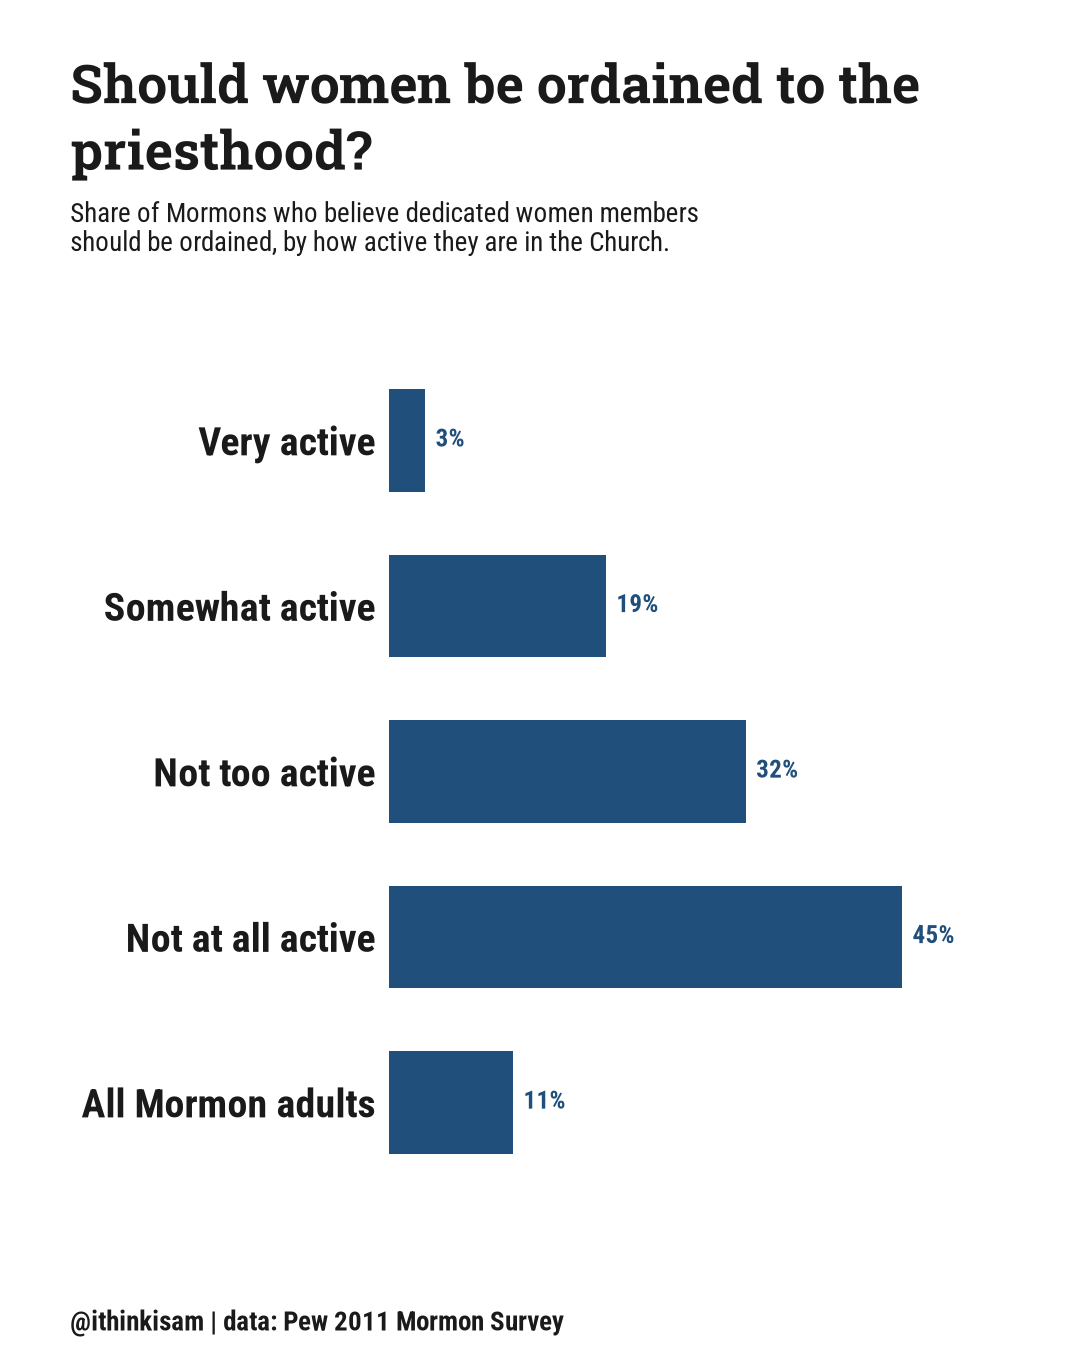 Should women be ordained to the
priesthood?
Share of Mormons who believe dedicated women members
should be ordained, by how active they are in the Church.
Very active 3%
Somewhat active 19%
Not too active 32%
Not at all active 45%
All Mormon adults 11%
@ithinkisam | data: Pew 2011 Mormon Survey